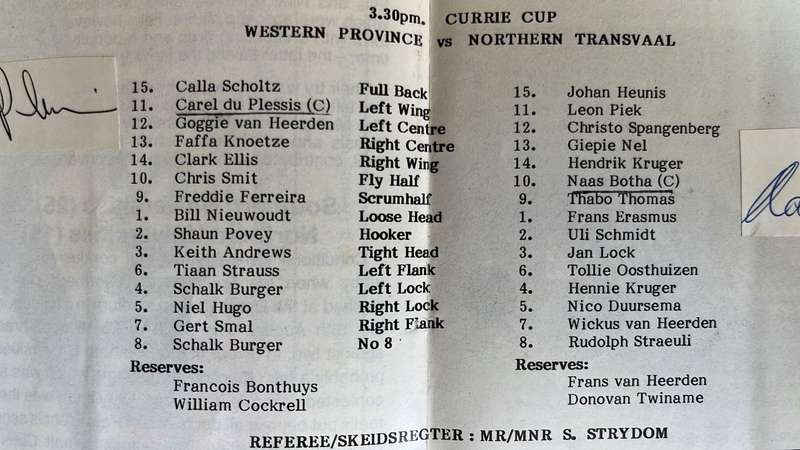 3.30pm. CURRIE CUP
WESTERN PROVINCE vs NORTHERN TRANSVAAL
15. Calla Scholtz Full Back 15. Johan Heunis
11. Carel du Plessis (C) Left Wing 11. Leon Piek
12. Goggie van Heerden Left Centre 12. Christo Spangenberg
13. Faffa Knoetze Right Centre 13. Giepie Nel
14. Clark Ellis Right Wing 14. Hendrik Kruger
10. Chris Smit Fly Half 10. Naas Botha (C)
9. Freddie Ferreira Scrumhalf 9. Thabo Thomas
1. Bill Nieuwoudt Loose Head 1. Frans Erasmus
2. Shaun Povey Hooker 2. Uli Schmidt
3. Keith Andrews Tight Head 3. Jan Lock
6. Tiaan Strauss Left Flank 6. Tollie Oosthuizen
4. Schalk Burger Left Lock 4. Hennie Kruger
5. Niel Hugo Right Lock 5. Nico Duursema
7. Gert Smal Right Flank 7. Wickus van Heerden
8. Schalk Burger No 8 8. Rudolph Straeuli
Reserves: Reserves:
Francois Bonthuys Frans van Heerden
William Cockrell Donovan Twiname
REFEREE/SKEIDSREGTER : MR/MNR S. STRYDOM